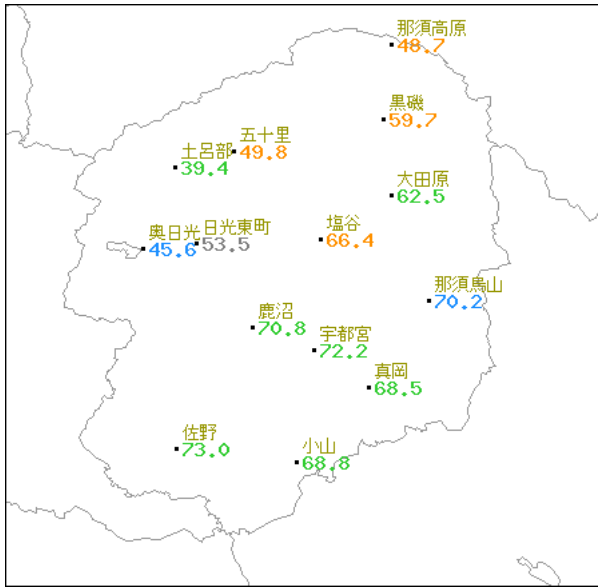 那須高原
48.7
黒磯
59.7
五十里
49.8
土呂部
39.4
大田原
62.5
奥日光
45.6
日光東町
53.5
塩谷
66.4
那須烏山
70.2
鹿沼
70.8
宇都宮
72.2
真岡
68.5
佐野
73.0
小山
68.8